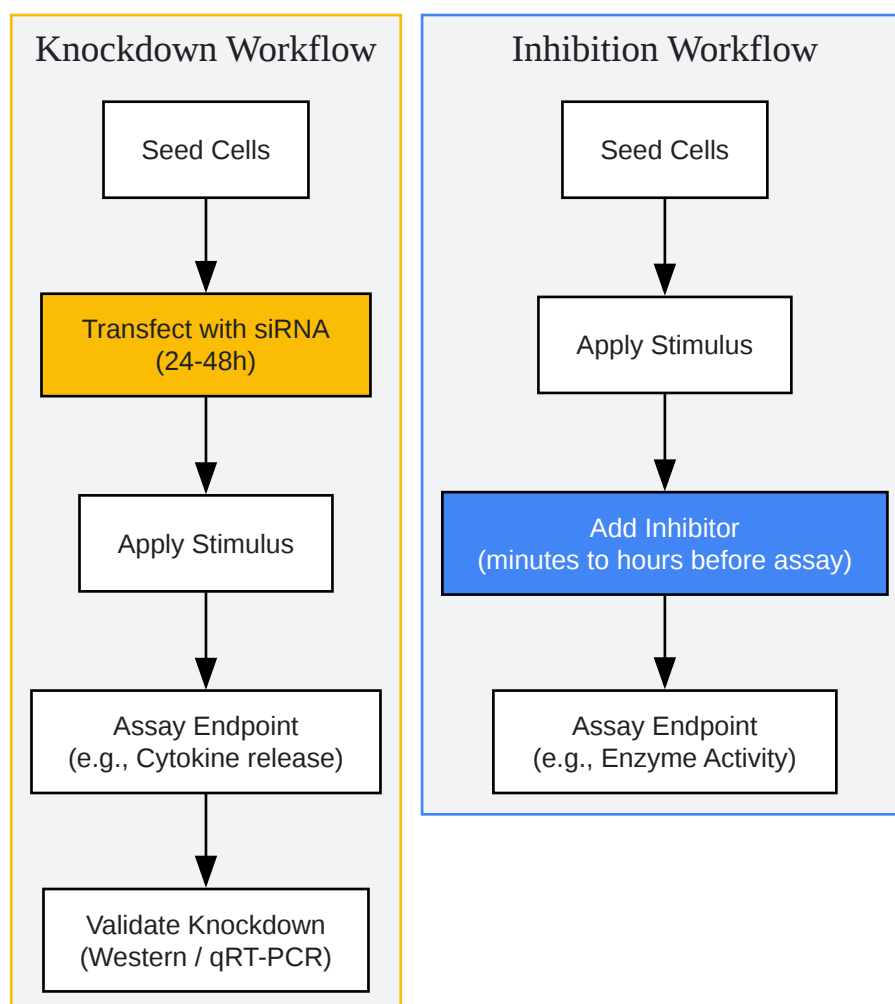 Knockdown Workflow
Seed Cells
Transfect with siRNA
(24-48h)
Apply Stimulus
Assay Endpoint
(e.g., Cytokine release)
Validate Knockdown
(Western / qRT-PCR)
Inhibition Workflow
Seed Cells
Apply Stimulus
Add Inhibitor
(minutes to hours before assay)
Assay Endpoint
(e.g., Enzyme Activity)